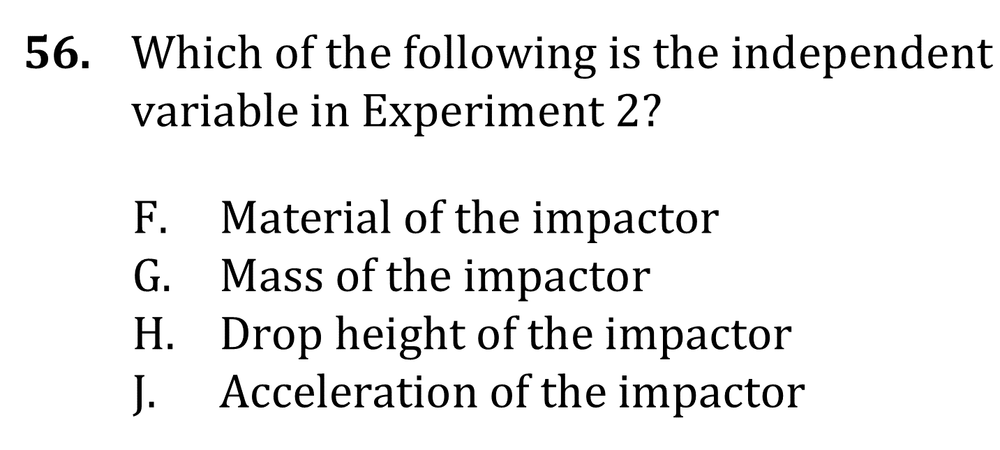 56. Which of the following is the independent
variable in Experiment 2?
F. Material of the impactor
G. Mass of the impactor
H. Drop height of the impactor
J. Acceleration of the impactor